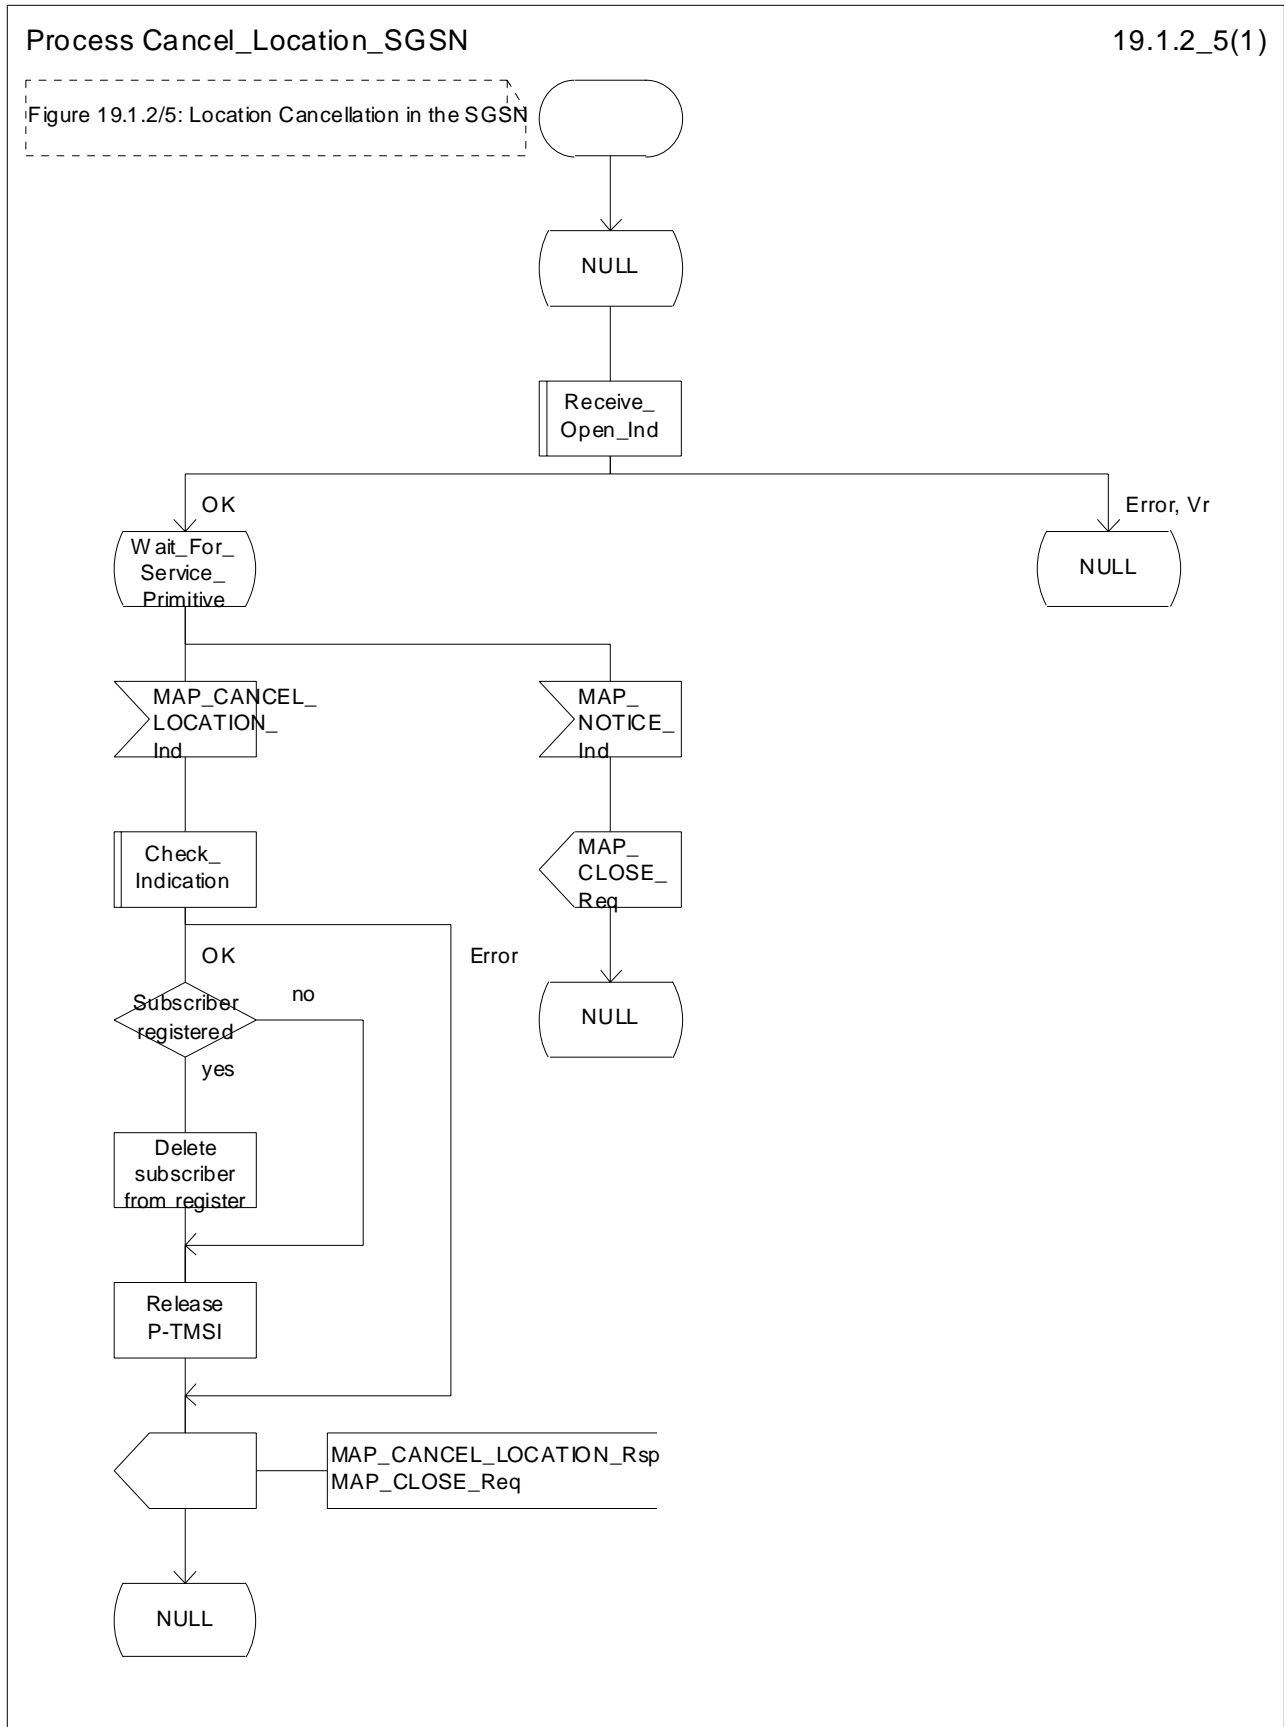 Process Cancel_Location_SGSN
19.1.2_5(1)
Figure 19.1.2/5: Location Cancellation in the SGSN
NULL
Receive_
Open_Ind
OK
Error, Vr
Wait_For_
Service_
Primitive
NULL
MAP_CANCEL_
LOCATION_
Ind
MAP_
NOTICE_
Ind
Check_
Indication
MAP_
CLOSE_
Req
OK
Error
Subscriber
registered
no
yes
NULL
Delete
subscriber
from register
Release
P-TMSI
MAP_CANCEL_LOCATION_Rsp
MAP_CLOSE_Req
NULL